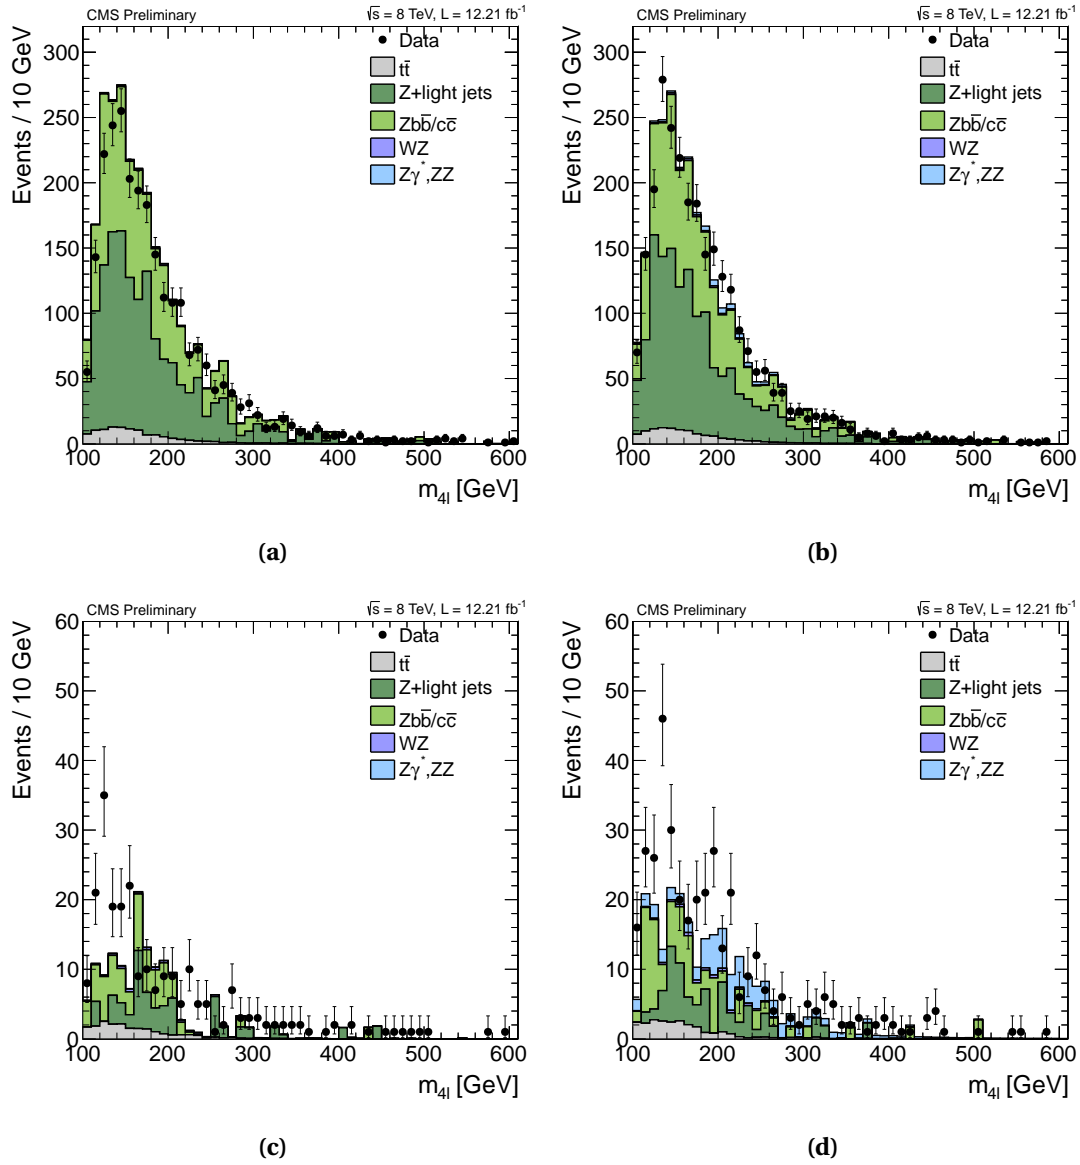 CMS Preliminary
√s = 8 TeV, L = 12.21 fb⁻¹
Events / 10 GeV
300
250
200
150
100
50
0
Data
tt̄
Z+light jets
Zbb̄/cc̄
WZ
Zγ*,ZZ
100 200 300 400 500 600
m4l [GeV]
(a)
CMS Preliminary
√s = 8 TeV, L = 12.21 fb⁻¹
Events / 10 GeV
300
250
200
150
100
50
0
Data
tt̄
Z+light jets
Zbb̄/cc̄
WZ
Zγ*,ZZ
100 200 300 400 500 600
m4l [GeV]
(b)
CMS Preliminary
√s = 8 TeV, L = 12.21 fb⁻¹
Events / 10 GeV
60
50
40
30
20
10
0
Data
tt̄
Z+light jets
Zbb̄/cc̄
WZ
Zγ*,ZZ
100 200 300 400 500 600
m4l [GeV]
(c)
CMS Preliminary
√s = 8 TeV, L = 12.21 fb⁻¹
Events / 10 GeV
60
50
40
30
20
10
0
Data
tt̄
Z+light jets
Zbb̄/cc̄
WZ
Zγ*,ZZ
100 200 300 400 500 600
m4l [GeV]
(d)